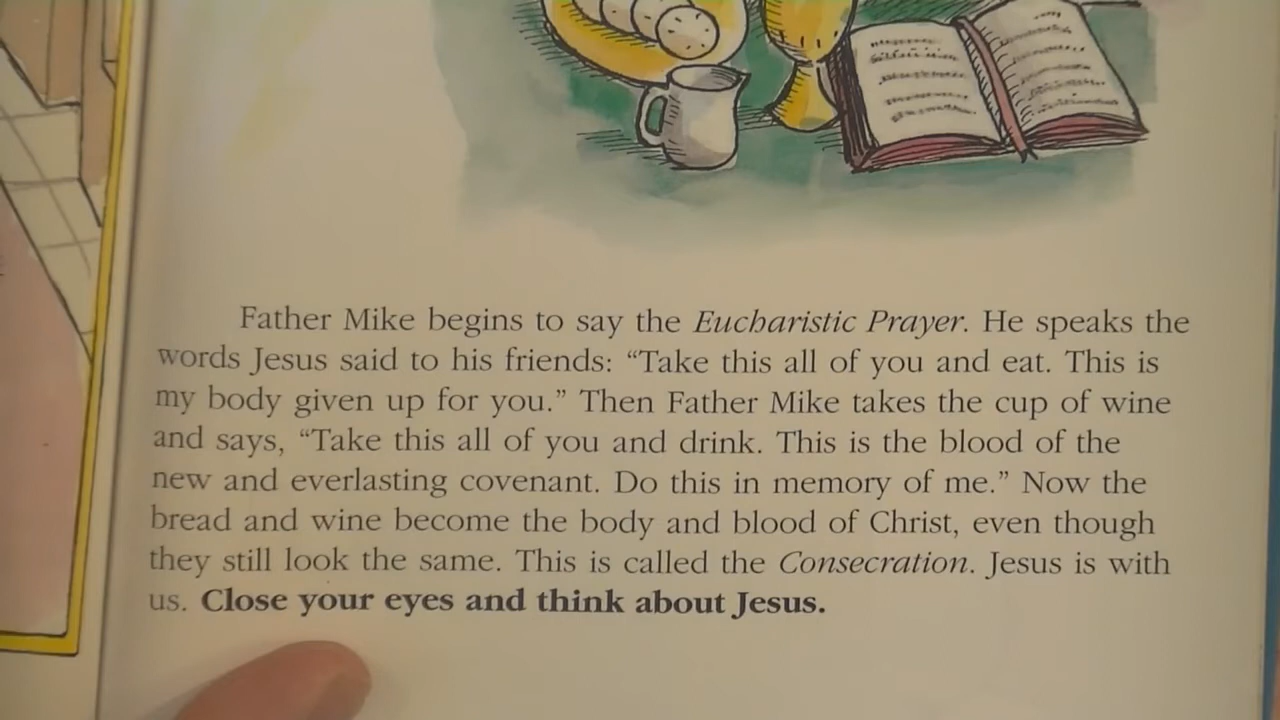 Father Mike begins to say the Eucharistic Prayer. He speaks the
words Jesus said to his friends: “Take this all of you and eat. This is
my body given up for you.” Then Father Mike takes the cup of wine
and says, “Take this all of you and drink. This is the blood of the
new and everlasting covenant. Do this in memory of me.” Now the
bread and wine become the body and blood of Christ, even though
they still look the same. This is called the Consecration. Jesus is with
us. Close your eyes and think about Jesus.